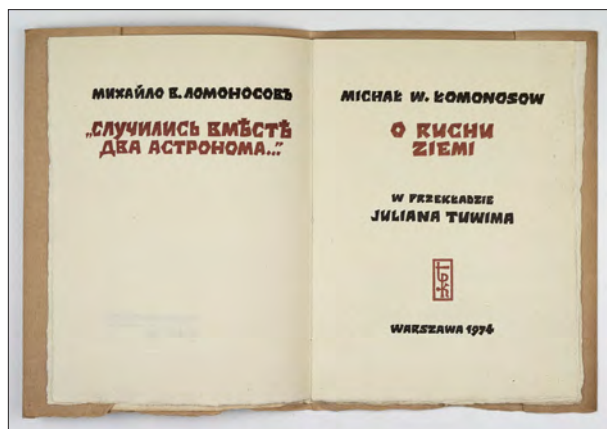 МИХАЙЛО В. ЛОМОНОСОВЪ
„СЛУЧИЛИСЬ ВМѢСТѢ
ДВА АСТРОНОМА..."
MICHAŁ W. ŁOMONOSOW
O RUCHU
ZIEMI
W PRZEKŁADZIE
JULIANA TUWIMA
WARSZAWA 1974